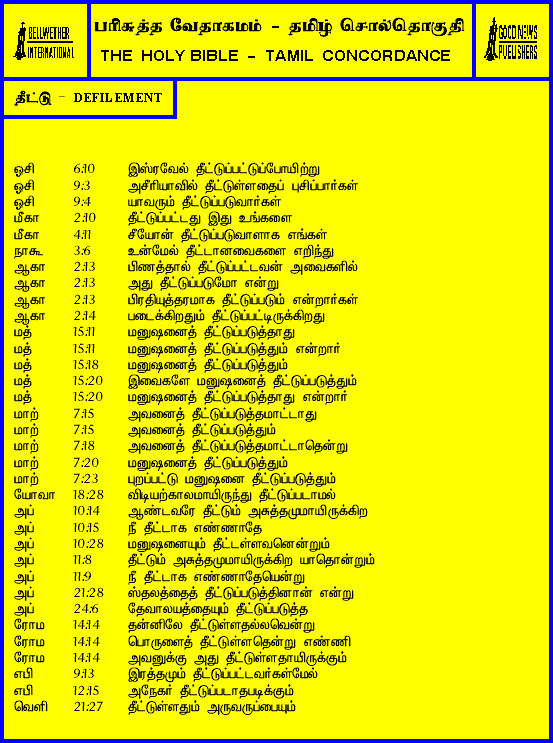 BELLWETHER
INTERNATIONAL
பரிசுத்த வேதாகமம் - தமிழ் சொல்தொகுதி
THE HOLY BIBLE - TAMIL CONCORDANCE
GOOD NEWS
PUBLISHERS
தீட்டு - DEFILEMENT
ஓசி 6:10 இஸ்ரவேல் தீட்டுப்பட்டுப்போயிற்று
ஓசி 9:3 அசீரியாவில் தீட்டுள்ளதைப் புசிப்பார்கள்
ஓசி 9:4 யாவரும் தீட்டுப்படுவார்கள்
மீகா 2:10 தீட்டுப்பட்டது இது உங்களை
மீகா 4:11 சீயோன் தீட்டுப்படுவாளாக எங்கள்
நாகூ 3:6 உன்மேல் தீட்டானவைகளை எறிந்து
ஆகா 2:13 பிணத்தால் தீட்டுப்பட்டவன் அவைகளில்
ஆகா 2:13 அது தீட்டுப்படுமோ என்று
ஆகா 2:13 பிரதியுத்தரமாக தீட்டுப்படும் என்றார்கள்
ஆகா 2:14 படைக்கிறதும் தீட்டுப்பட்டிருக்கிறது
மத் 15:11 மனுஷனைத் தீட்டுப்படுத்தாது
மத் 15:11 மனுஷனைத் தீட்டுப்படுத்தும் என்றார்
மத் 15:18 மனுஷனைத் தீட்டுப்படுத்தும்
மத் 15:20 இவைகளே மனுஷனைத் தீட்டுப்படுத்தும்
மத் 15:20 மனுஷனைத் தீட்டுப்படுத்தாது என்றார்
மாற் 7:15 அவனைத் தீட்டுப்படுத்தமாட்டாது
மாற் 7:15 அவனைத் தீட்டுப்படுத்தும்
மாற் 7:18 அவனைத் தீட்டுப்படுத்தமாட்டாதென்று
மாற் 7:20 மனுஷனைத் தீட்டுப்படுத்தும்
மாற் 7:23 புறப்பட்டு மனுஷனை தீட்டுப்படுத்தும்
யோவா 18:28 விடியற்காலமாயிருந்து தீட்டுப்படாமல்
அப் 10:14 ஆண்டவரே தீட்டும் அசுத்தமுமாயிருக்கிற
அப் 10:15 நீ தீட்டாக எண்ணாதே
அப் 10:28 மனுஷனையும் தீட்டள்ளவனென்றும்
அப் 11:8 தீட்டும் அசுத்தமுமாயிருக்கிற யாதொன்றும்
அப் 11:9 நீ தீட்டாக எண்ணாதேயென்று
அப் 21:28 ஸ்தலத்தைத் தீட்டுப்படுத்தினான் என்று
அப் 24:6 தேவாலயத்தையும் தீட்டுப்படுத்த
ரோம 14:14 தன்னிலே தீட்டுள்ளதல்லவென்று
ரோம 14:14 பொருளைத் தீட்டுள்ளதென்று எண்ணி
ரோம 14:14 அவனுக்கு அது தீட்டுள்ளதாயிருக்கும்
எபி 9:13 இரத்தமும் தீட்டுப்பட்டவர்கள்மேல்
எபி 12:15 அநேகர் தீட்டுப்படாதபடிக்கும்
வெளி 21:27 தீட்டுள்ளதும் அருவருப்பையும்